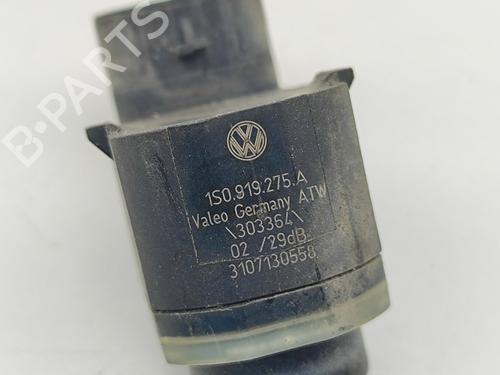 B-PARTS
1S0.919.275.A
Valeo Germany ATW
\303364\
02 /29dB
3107130558